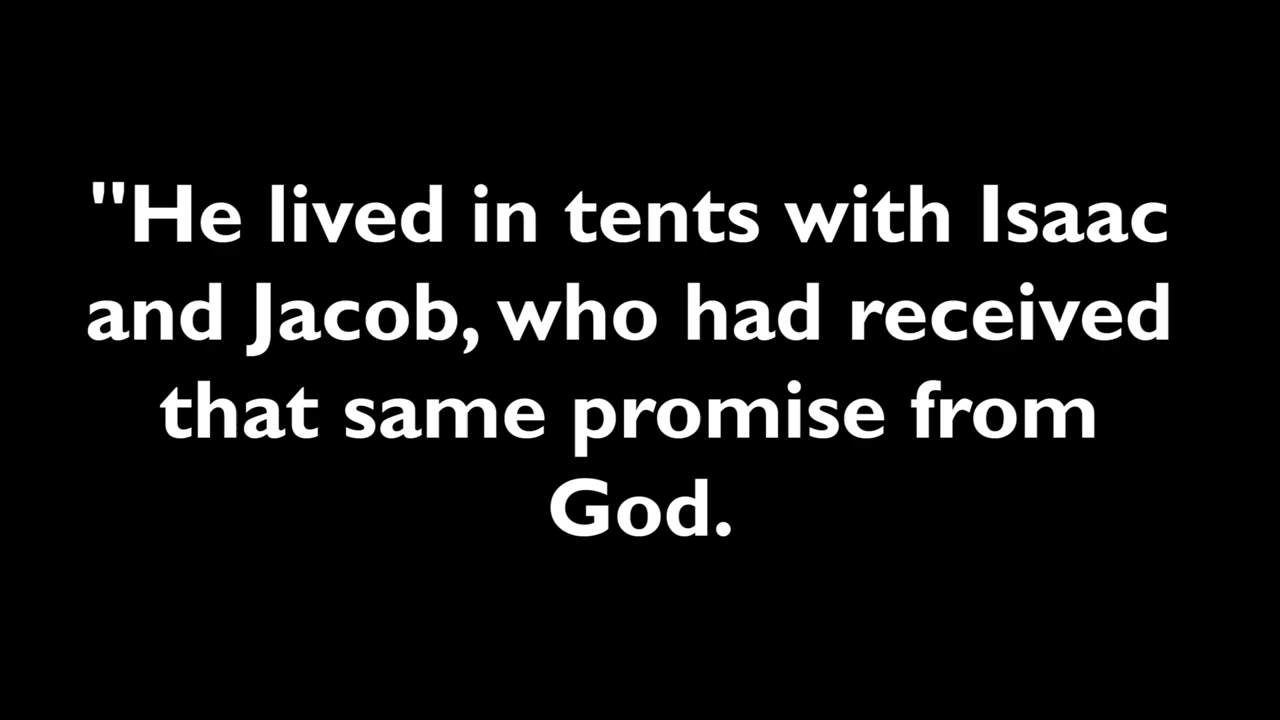 "He lived in tents with Isaac
and Jacob, who had received
that same promise from
God.